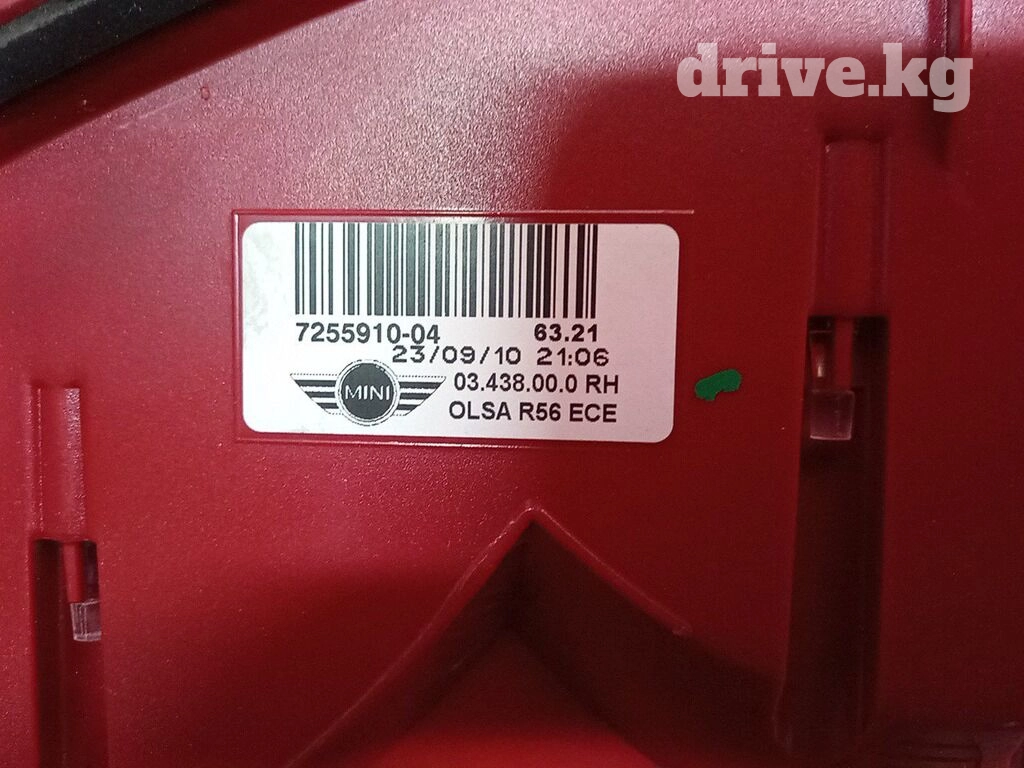 drive.kg
7255910-04 63.21
23/09/10 21:06
MINI
03.438.00.0 RH
OLSA R56 ECE